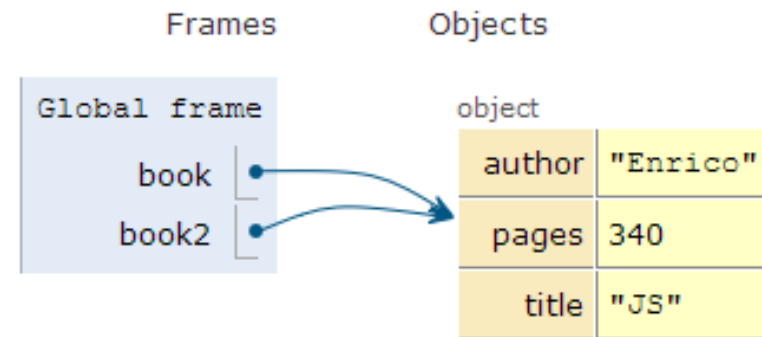 Frames Objects
Global frame
object
book
author "Enrico"
book2
pages 340
title "JS"